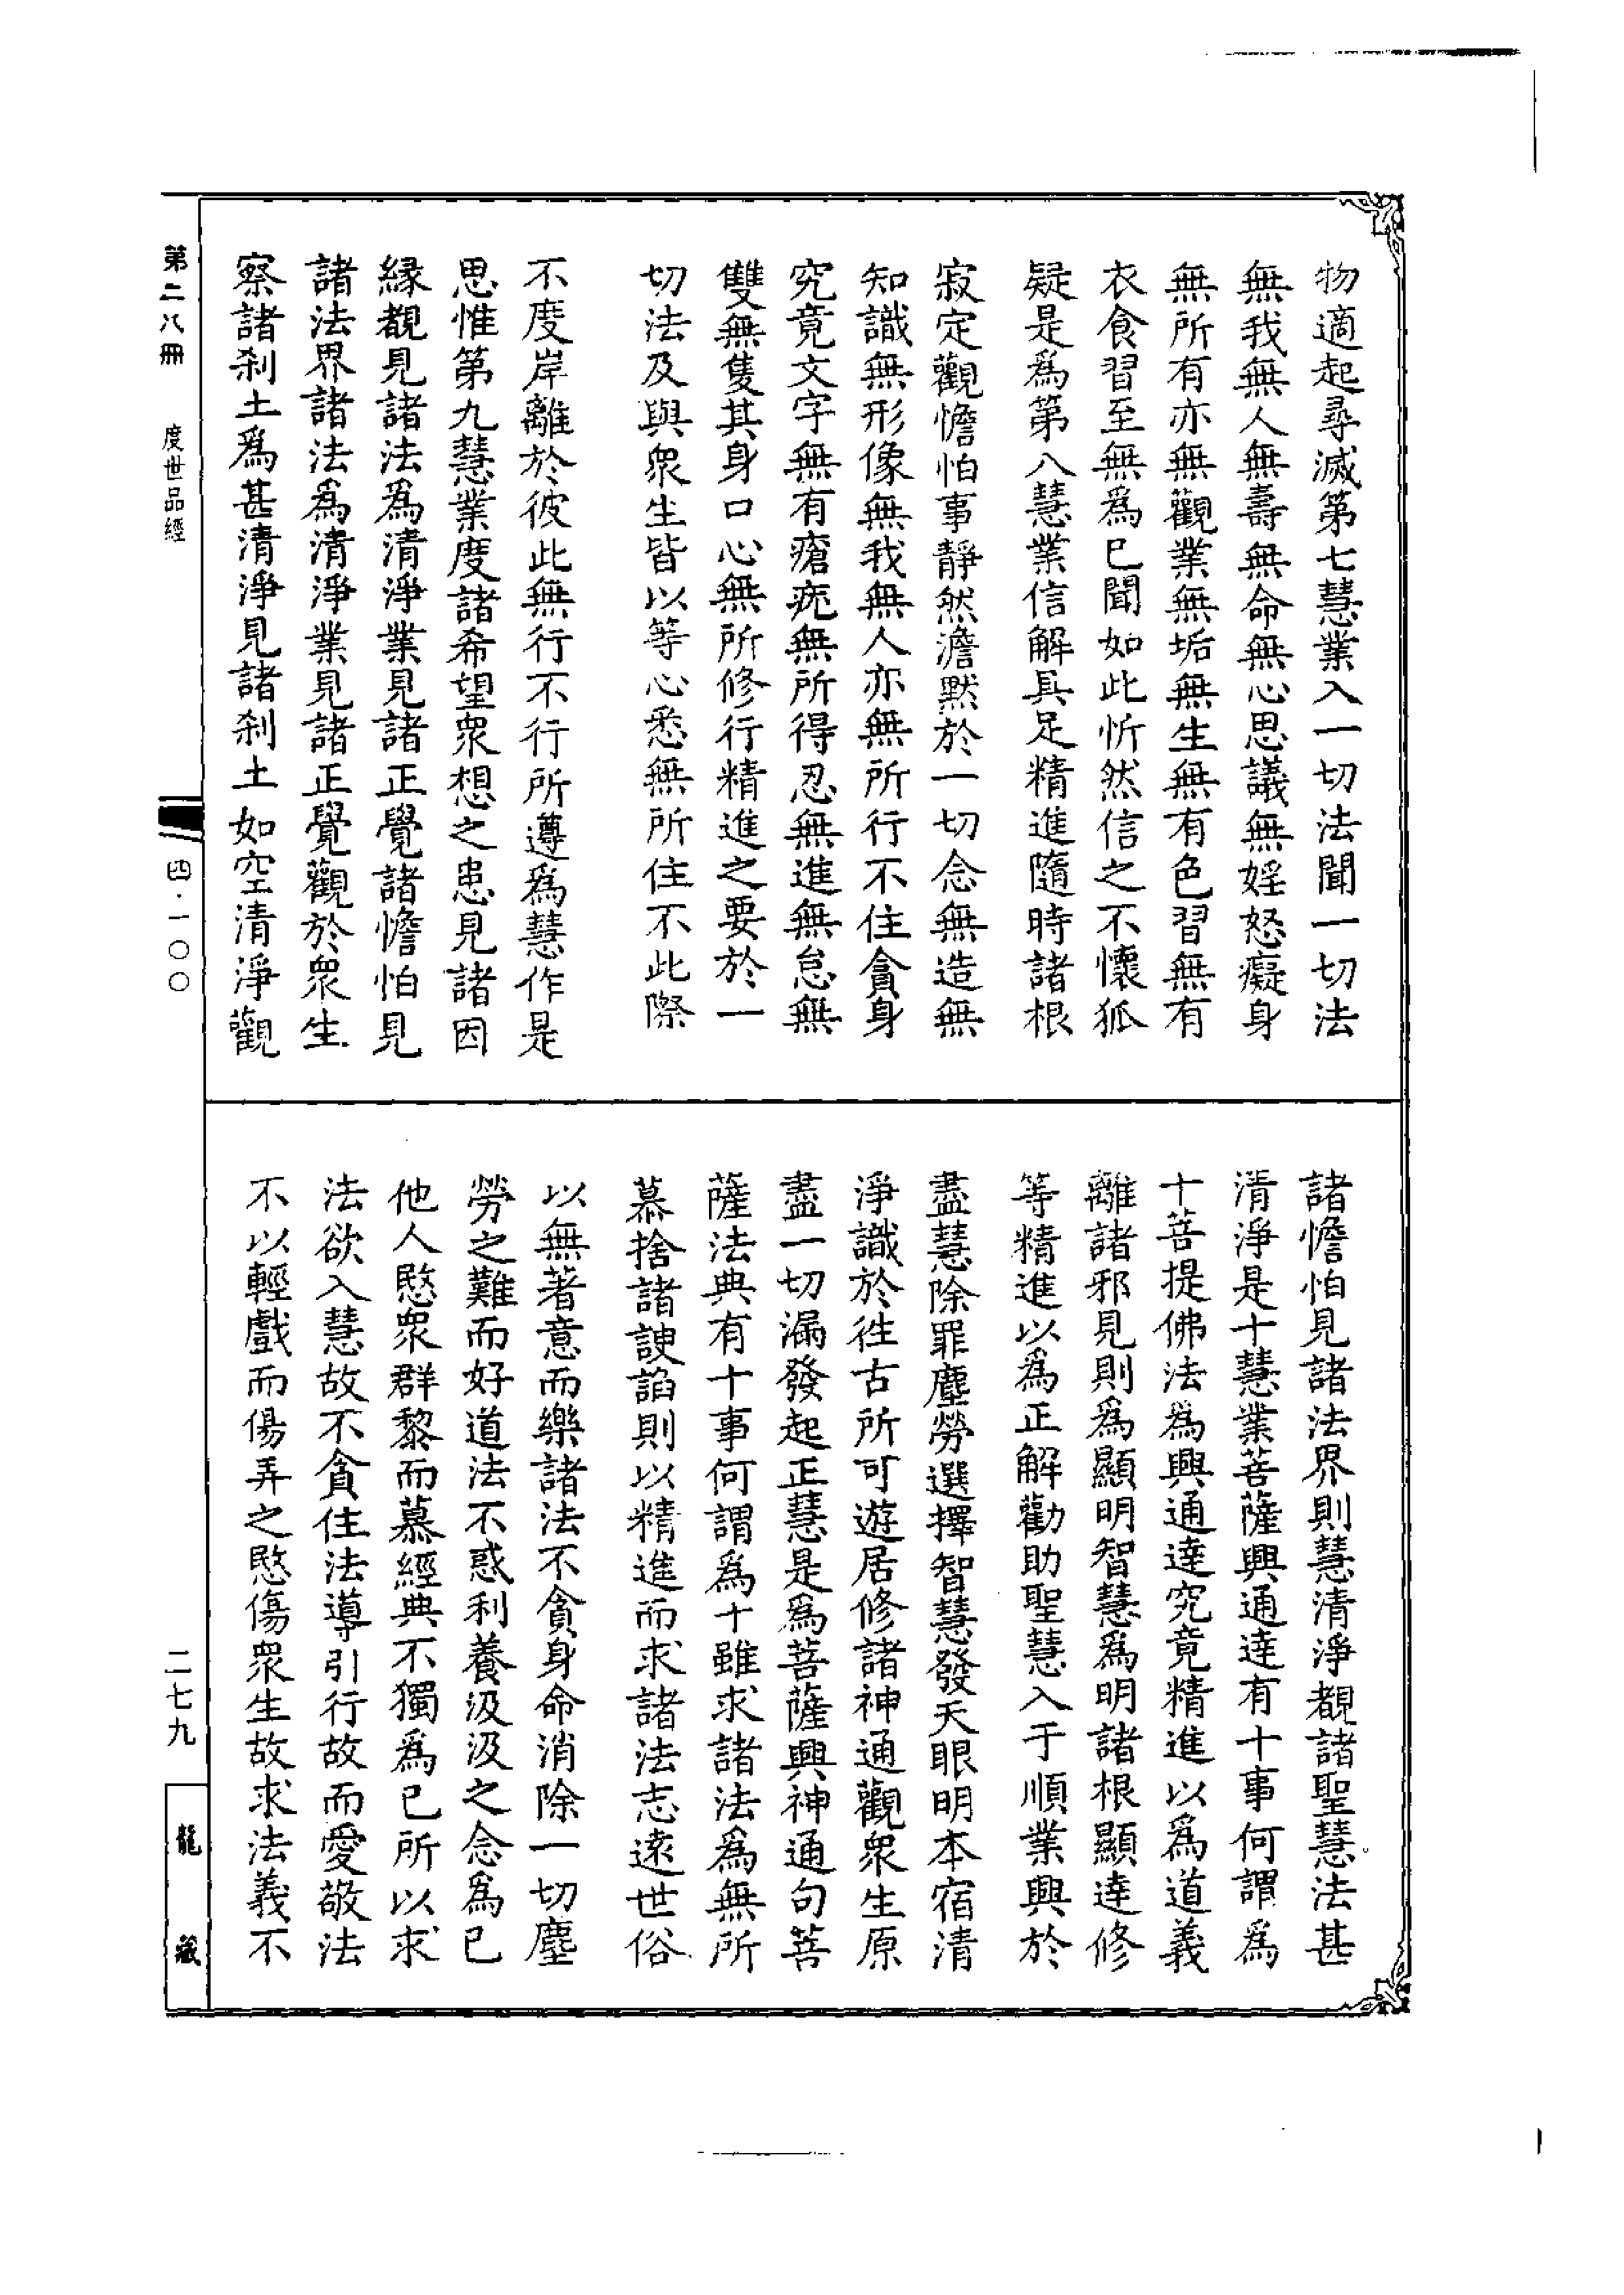 物適起尋滅第七慧業入一切法聞一切法
無我無人無壽無命無心思議無婬怒癡身
無所有亦無觀業無垢無生無有色習無有
衣食習至無為已聞如此忻然信之不懷狐
疑是為第八慧業信解具足精進隨時諸根
寂定觀憺怕事靜然澹默於一切念無造無
知識無形像無我無人亦無所行不住貪身
究竟文字無有瘡疣無所得忍無進無怠無
雙無隻其身口心無所修行精進之要於一
切法及與衆生皆以等心悉無所住不此際
不度岸離於彼此無行不行所遵為慧作是
思惟第九慧業度諸希望衆想之患見諸因
緣覩見諸法為清淨業見諸正覺諸憺怕見
諸法界諸法為清淨業見諸正覺觀於衆生
察諸刹土為甚清淨見諸刹土如空清淨觀
諸憺怕見諸法界則慧清淨覩諸聖慧法甚
清淨是十慧業菩薩興通達有十事何謂為
十菩提佛法為興通達究竟精進以為道義
離諸邪見則為顯明智慧為明諸根顯達修
等精進以為正解勸助聖慧入于順業興於
盡慧除罪塵勞選擇智慧發天眼明本宿清
淨識於往古所可遊居修諸神通觀衆生原
盡一切漏發起正慧是為菩薩興神通句菩
薩法典有十事何謂為十雖求諸法為無所
慕捨諸諛諂則以精進而求諸法志遠世俗
以無著意而樂諸法不貪身命消除一切塵
勞之難而好道法不惑利養汲汲之念為已
他人愍衆群黎而慕經典不獨為已所以求
法欲入慧故不貪住法導引行故而愛敬法
不以輕戲而傷弄之愍傷衆生故求法義不
第二八冊
度世品經
四·一〇〇
二七九
龍藏